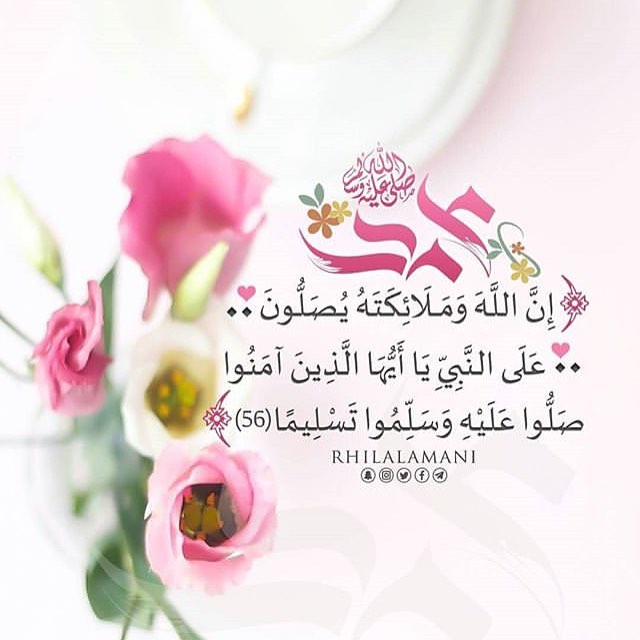 صلى الله عليه وسلم
محمد
إِنَّ اللَّهَ وَمَلَائِكَتَهُ يُصَلُّونَ
عَلَى النَّبِيِّ يَا أَيُّهَا الَّذِينَ آمَنُوا
صَلُّوا عَلَيْهِ وَسَلِّمُوا تَسْلِيمًا (56)
RHILALAMANI